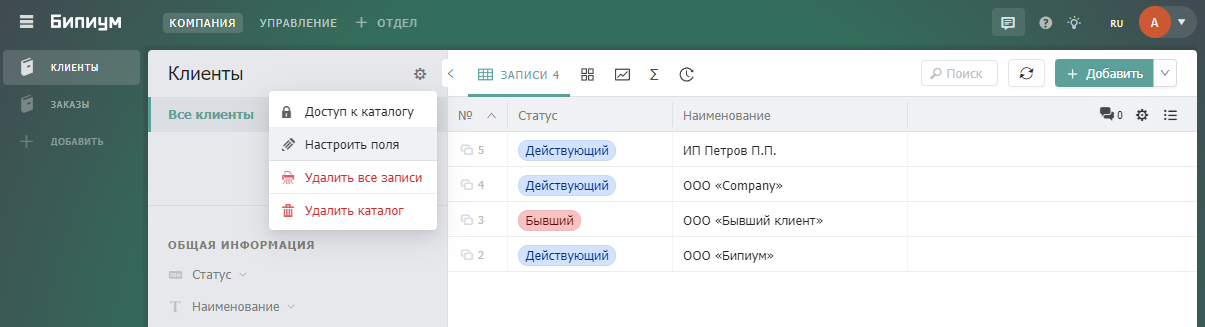 Бипиум
КОМПАНИЯ
УПРАВЛЕНИЕ
ОТДЕЛ
RU
А
КЛИЕНТЫ
ЗАКАЗЫ
ДОБАВИТЬ
Клиенты
Все клиенты
Доступ к каталогу
Настроить поля
Удалить все записи
Удалить каталог
ОБЩАЯ ИНФОРМАЦИЯ
Статус
Наименование
ЗАПИСИ 4
Поиск
Добавить
№ Статус Наименование 0
5 Действующий ИП Петров П.П.
4 Действующий ООО «Company»
3 Бывший ООО «Бывший клиент»
2 Действующий ООО «Бипиум»